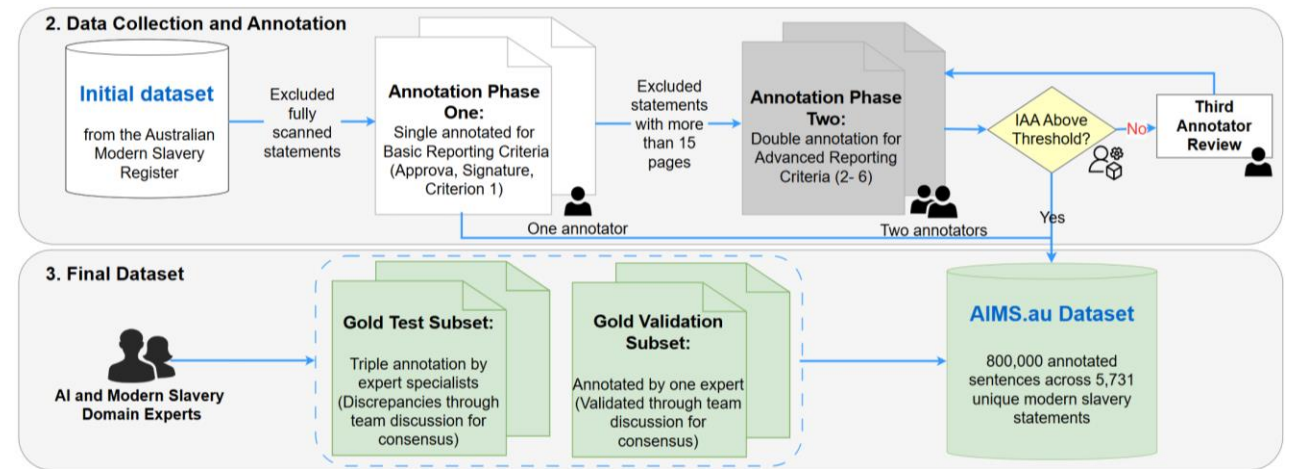 2. Data Collection and Annotation
Initial dataset
from the Australian
Modern Slavery
Register
Excluded
fully
scanned
statements
Annotation Phase
One:
Single annotated for
Basic Reporting Criteria
(Approva, Signature,
Criterion 1)
One annotator
Excluded
statements
with more
than 15
pages
Annotation Phase
Two:
Double annotation for
Advanced Reporting
Criteria (2- 6)
Two annotators
IAA Above
Threshold?
No
Third
Annotator
Review
Yes
3. Final Dataset
AI and Modern Slavery
Domain Experts
Gold Test Subset:
Triple annotation by
expert specialists
(Discrepancies through
team discussion for
consensus)
Gold Validation
Subset:
Annotated by one expert
(Validated through team
discussion for
consensus)
AIMS.au Dataset
800,000 annotated
sentences across 5,731
unique modern slavery
statements